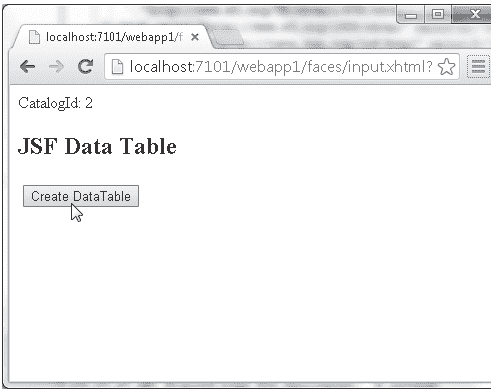 localhost:7101/webapp1/f
localhost:7101/webapp1/faces/input.xhtml?
CatalogId: 2
JSF Data Table
Create DataTable